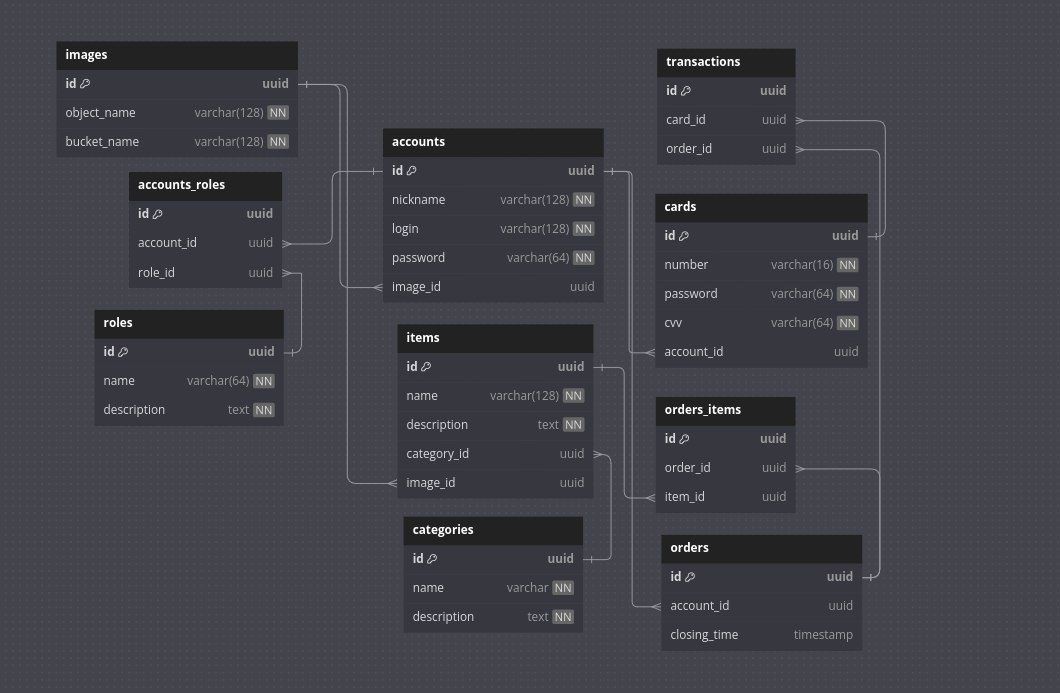 images
id uuid
object_name varchar(128) NN
bucket_name varchar(128) NN
accounts_roles
id uuid
account_id uuid
role_id uuid
roles
id uuid
name varchar(64) NN
description text NN
accounts
id uuid
nickname varchar(128) NN
login varchar(128) NN
password varchar(64) NN
image_id uuid
items
id uuid
name varchar(128) NN
description text NN
category_id uuid
image_id uuid
categories
id uuid
name varchar NN
description text NN
transactions
id uuid
card_id uuid
order_id uuid
cards
id uuid
number varchar(16) NN
password varchar(64) NN
cvv varchar(64) NN
account_id uuid
orders_items
id uuid
order_id uuid
item_id uuid
orders
id uuid
account_id uuid
closing_time timestamp